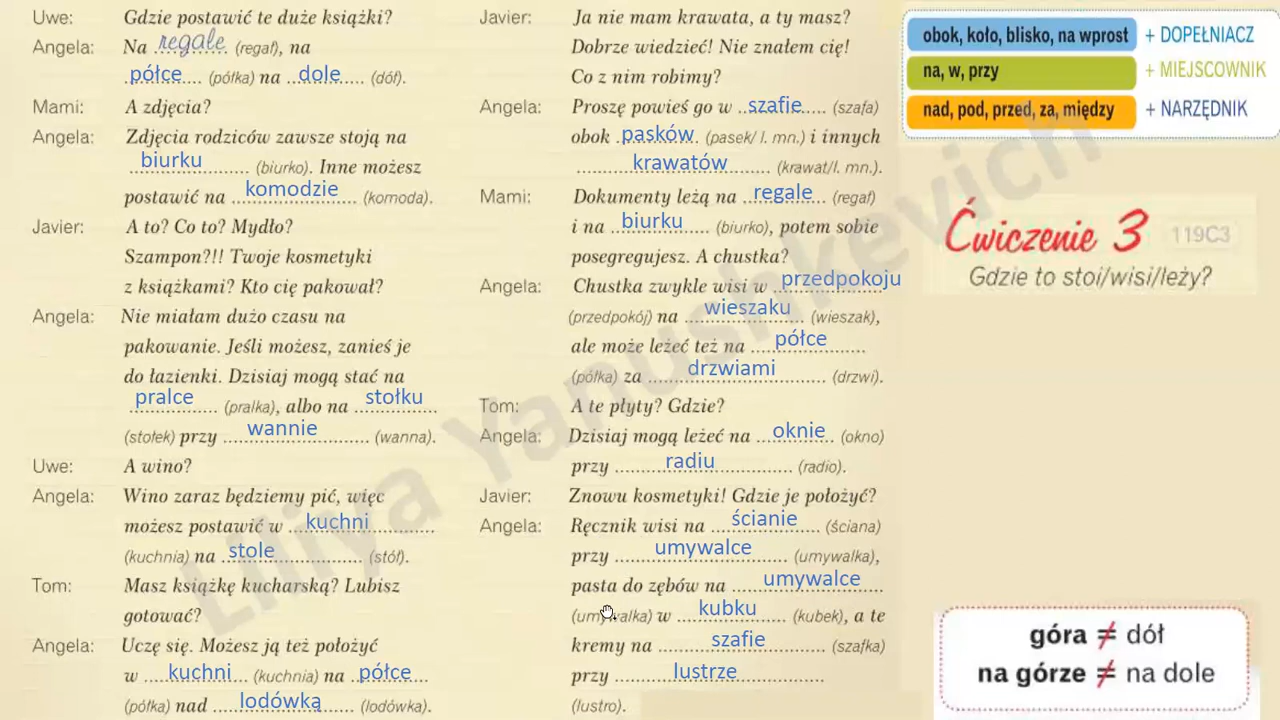 Uwe: Gdzie postawić te duże książki?
Angela: Na regale (regał), na
półce (półka) na dole (dół).
Mami: A zdjęcia?
Angela: Zdjęcia rodziców zawsze stoją na
biurku (biurko). Inne możesz
postawić na komodzie (komoda).
Javier: A to? Co to? Mydło?
Szampon?!! Twoje kosmetyki
z książkami? Kto cię pakował?
Angela: Nie miałam dużo czasu na
pakowanie. Jeśli możesz, zanieś je
do łazienki. Dzisiaj mogą stać na
pralce (pralka), albo na stołku
(stołek) przy wannie (wanna).
Uwe: A wino?
Angela: Wino zaraz będziemy pić, więc
możesz postawić w kuchni
(kuchnia) na stole (stół).
Tom: Masz książkę kucharską? Lubisz
gotować?
Angela: Uczę się. Możesz ją też położyć
w kuchni (kuchnia) na półce
(półka) nad lodówką (lodówka).
Javier: Ja nie mam krawata, a ty masz?
Dobrze wiedzieć! Nie znałem cię!
Co z nim robimy?
Angela: Proszę powieś go w szafie (szafa)
obok pasków (pasek/ l. mn.) i innych
krawatów (krawat/l. mn.).
Mami: Dokumenty leżą na regale (regał)
i na biurku (biurko), potem sobie
posegregujesz. A chustka?
Angela: Chustka zwykle wisi w przedpokoju
(przedpokój) na wieszaku (wieszak),
ale może leżeć też na półce
(półka) za drzwiami (drzwi).
Tom: A te płyty? Gdzie?
Angela: Dzisiaj mogą leżeć na oknie (okno)
przy radiu (radio).
Javier: Znowu kosmetyki! Gdzie je położyć?
Angela: Ręcznik wisi na ścianie (ściana)
przy umywalce (umywalka),
pasta do zębów na umywalce
(umywalka) w kubku (kubek), a te
kremy na szafie (szafka)
przy lustrze
(lustro).
obok, koło, blisko, na wprost + DOPEŁNIACZ
na, w, przy + MIEJSCOWNIK
nad, pod, przed, za, między + NARZĘDNIK
Ćwiczenie 3 119C3
Gdzie to stoi/wisi/leży?
góra ≠ dół
na górze ≠ na dole
Liliya Yanushkevich